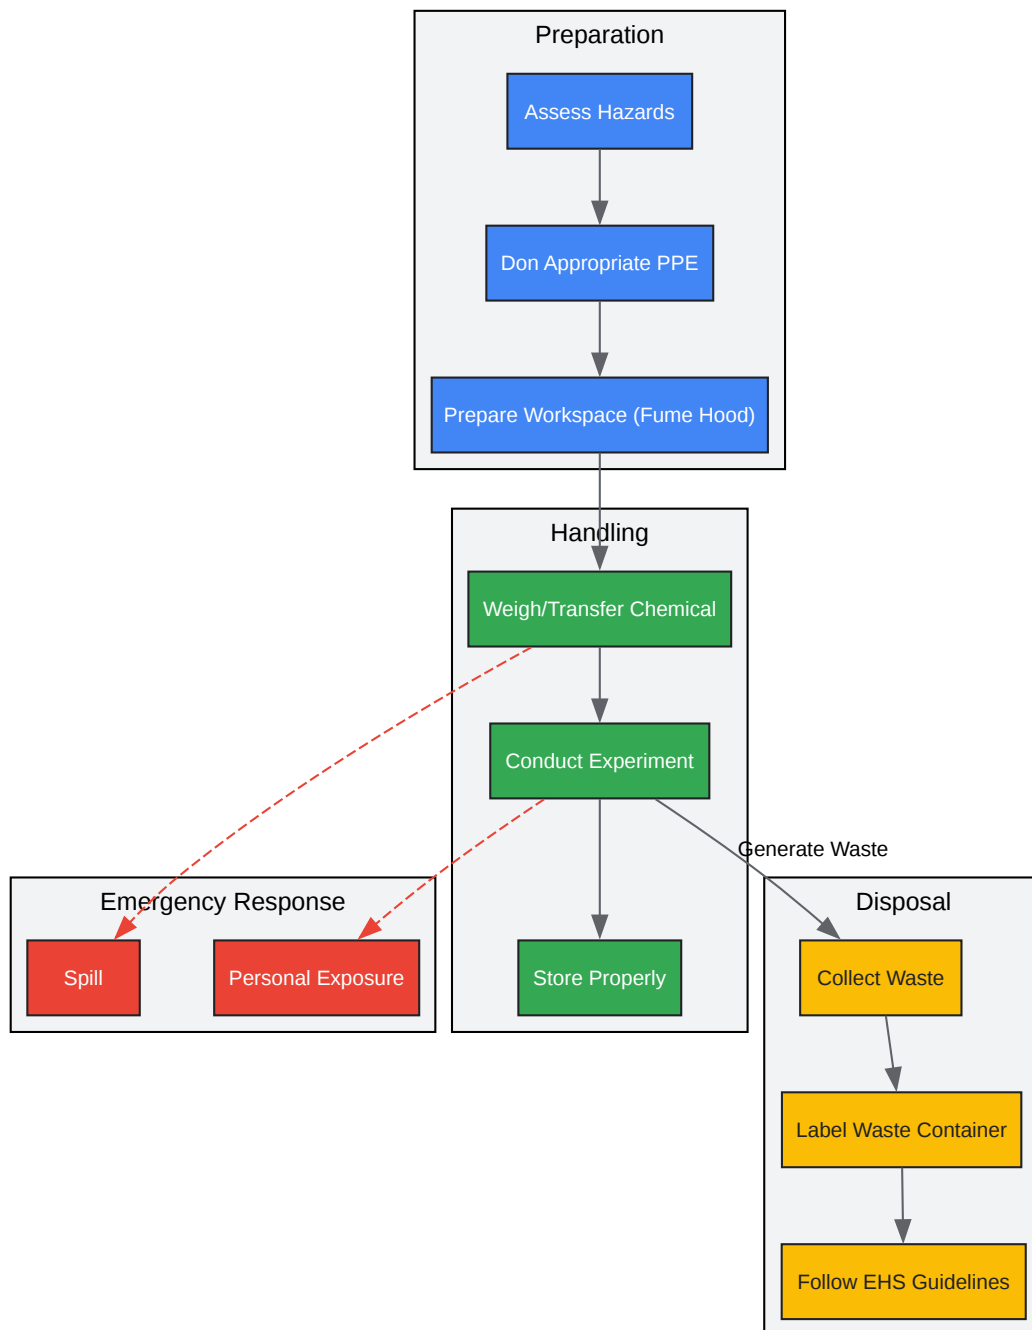 Preparation
Assess Hazards
Don Appropriate PPE
Prepare Workspace (Fume Hood)
Handling
Weigh/Transfer Chemical
Conduct Experiment
Generate Waste
Emergency Response
Disposal
Spill
Personal Exposure
Store Properly
Collect Waste
Label Waste Container
Follow EHS Guidelines